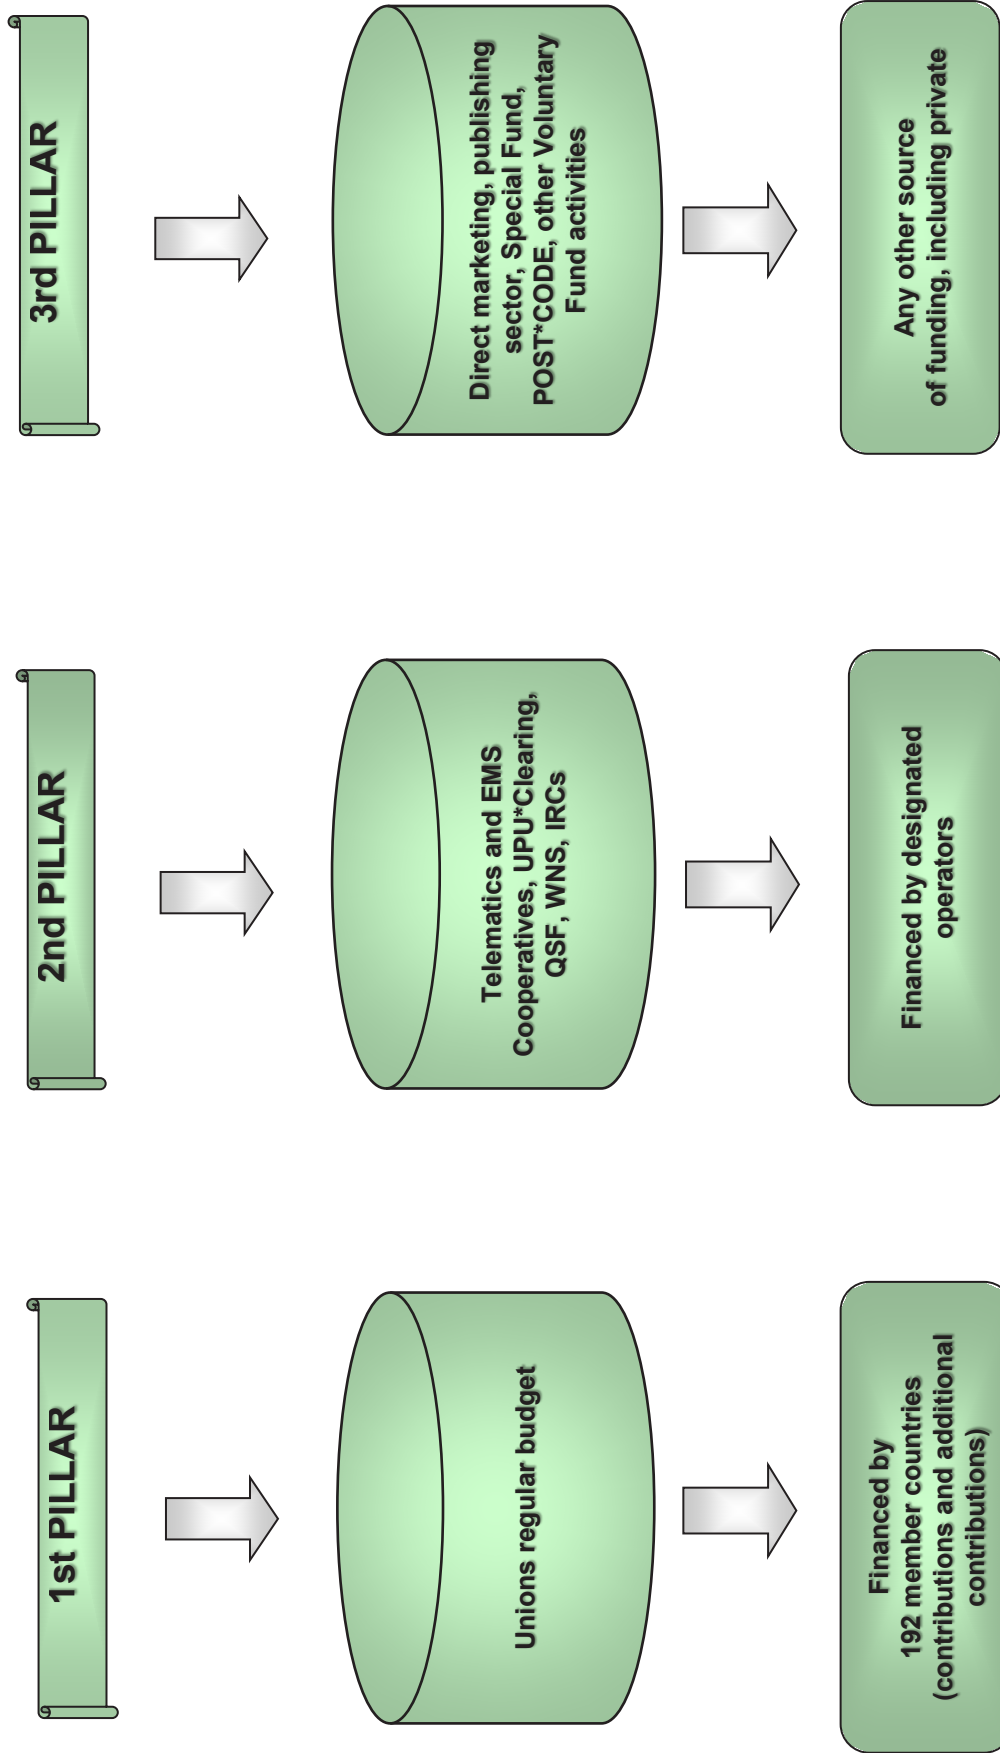 1st PILLAR
2nd PILLAR
3rd PILLAR
Unions regular budget
Telematics and EMS
Cooperatives, UPU*Clearing,
QSF, WNS, IRCs
Direct marketing, publishing
sector, Special Fund,
POST*CODE, other Voluntary
Fund activities
Financed by
192 member countries
(contributions and additional
contributions)
Financed by designated
operators
Any other source
of funding, including private